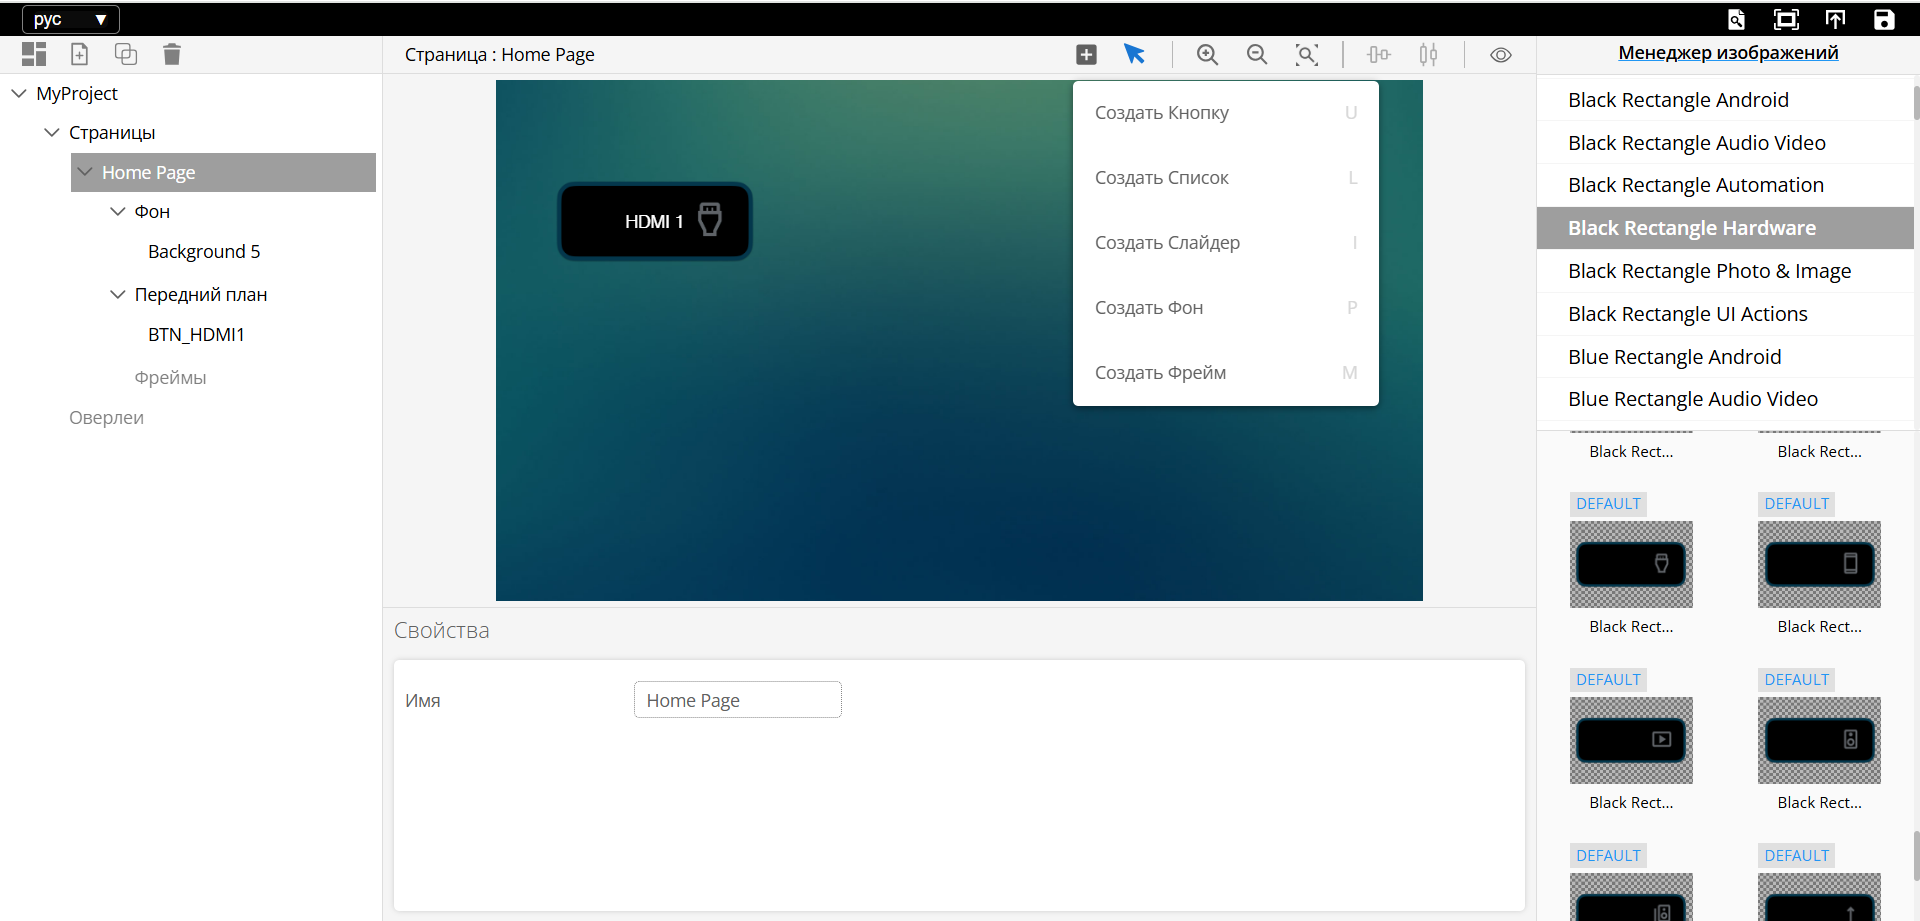 рус ▼
Страница : Home Page
Менеджер изображений
MyProject
Страницы
Home Page
Фон
Background 5
Передний план
BTN_HDMI1
Фреймы
Оверлеи
HDMI 1
Создать Кнопку U
Создать Список L
Создать Слайдер I
Создать Фон P
Создать Фрейм M
Свойства
Имя Home Page
Black Rectangle Android
Black Rectangle Audio Video
Black Rectangle Automation
Black Rectangle Hardware
Black Rectangle Photo & Image
Black Rectangle UI Actions
Blue Rectangle Android
Blue Rectangle Audio Video
Black Rect... Black Rect...
DEFAULT DEFAULT
Black Rect... Black Rect...
DEFAULT DEFAULT
Black Rect... Black Rect...
DEFAULT DEFAULT